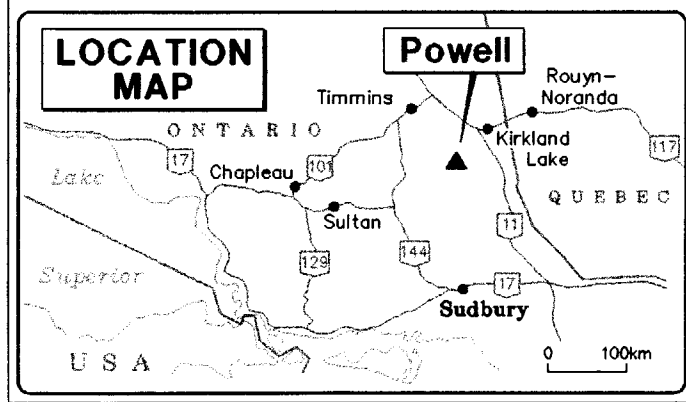 LOCATION
MAP
Powell
Rouyn-
Noranda
Timmins
ONTARIO
Kirkland
Lake
117
17
101
Lake
Chapleau
QUEBEC
Sultan
11
129
144
Superior
17
Sudbury
USA
0 100km